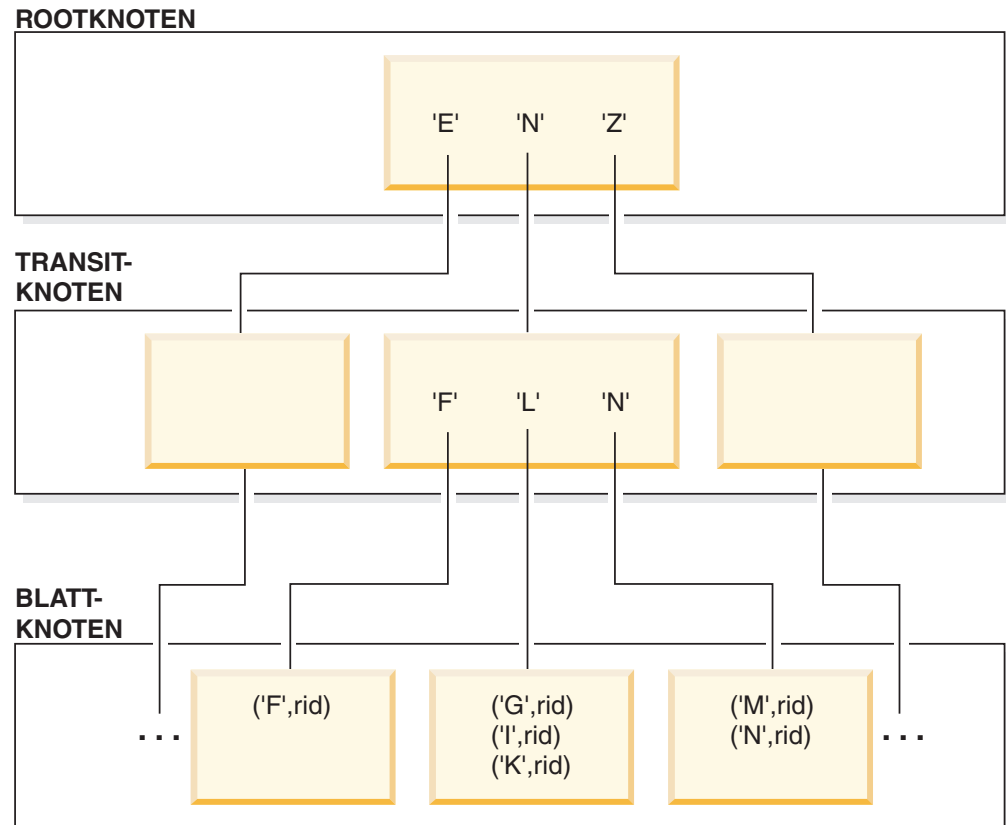 ROOTKNOTEN
'E' 'N' 'Z'
TRANSIT-
KNOTEN
'F' 'L' 'N'
BLATT-
KNOTEN
('F',rid)
('G',rid)
('I',rid)
('K',rid)
('M',rid)
('N',rid)
. . .
. . .